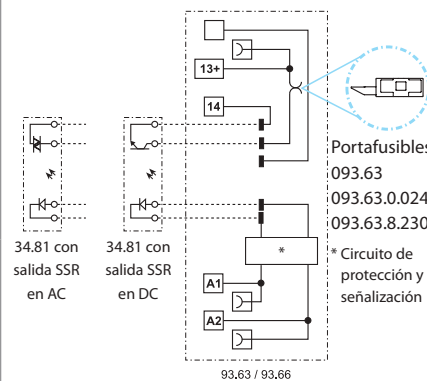 13+
14
Portafusibles
093.63
093.63.0.024
093.63.8.230
* Circuito de
protección y
señalización
*
34.81 con
salida SSR
en AC
34.81 con
salida SSR
en DC
A1
A2
93.63 / 93.66